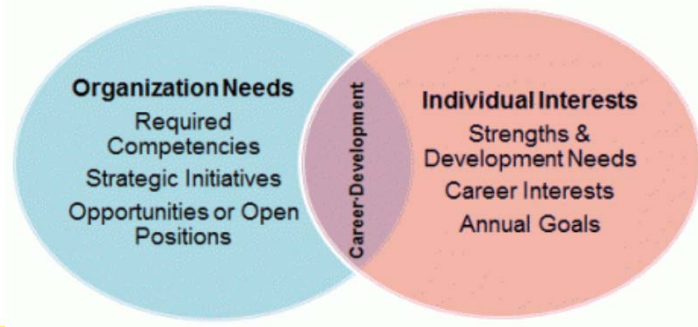 Organization Needs
Required
Competencies
Strategic Initiatives
Opportunities or Open
Positions
Career-Development
Individual Interests
Strengths &
Development Needs
Career Interests
Annual Goals